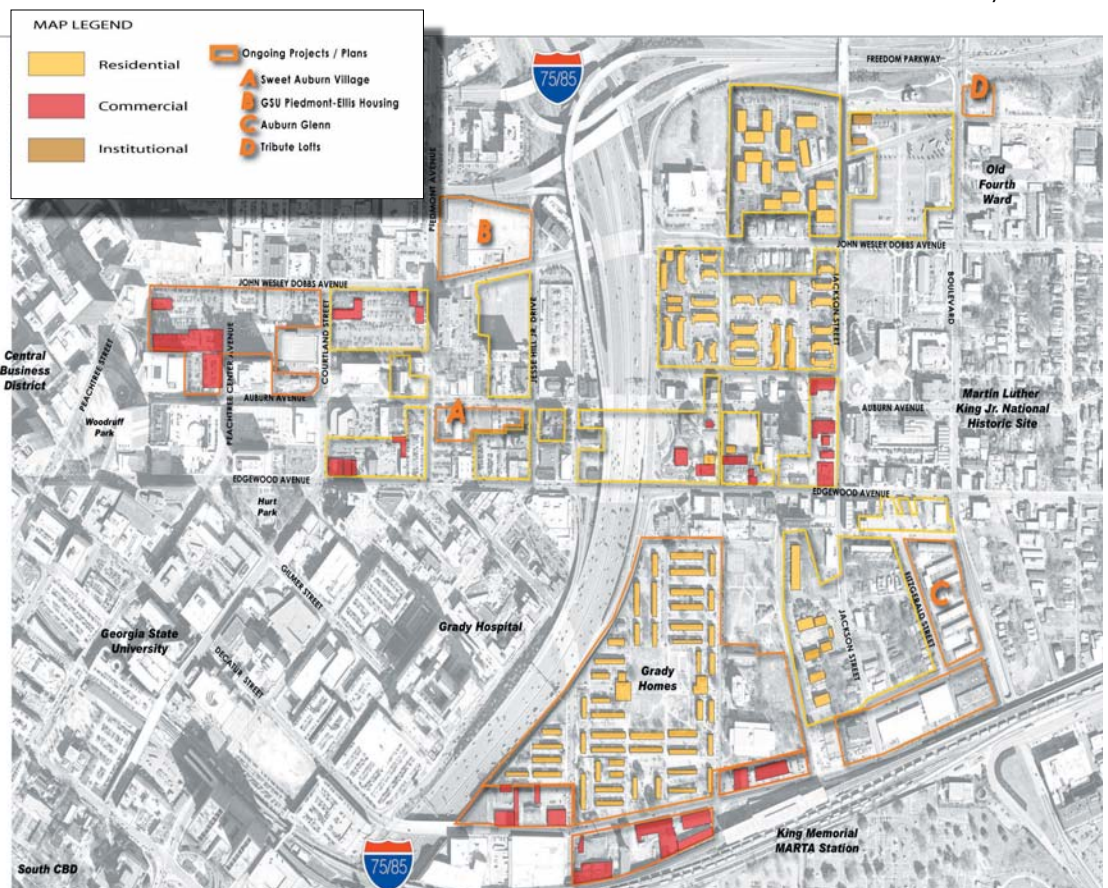 MAP LEGEND
Residential
Commercial
Institutional
Ongoing Projects / Plans
A Sweet Auburn Village
B GSU Piedmont-Ellis Housing
C Auburn Glenn
D Tribute Lofts
75/85
FREEDOM PARKWAY
D
Old
Fourth
Ward
PIEDMONT AVENUE
B
JOHN WESLEY DOBBS AVENUE
JOHN WESLEY DOBBS AVENUE
BOULEVARD
JACKSON STREET
JESSE HILL JR. DRIVE
COURTLAND STREET
PEACHTREE CENTER AVENUE
PEACHTREE STREET
Central
Business
District
Woodruff
Park
AUBURN AVENUE
A
AUBURN AVENUE
Martin Luther
King Jr. National
Historic Site
EDGEWOOD AVENUE
EDGEWOOD AVENUE
Hurt
Park
GILMER STREET
Grady Hospital
Georgia State
University
DECATUR STREET
Grady
Homes
JACKSON STREET
FITZGERALD STREET
C
King Memorial
MARTA Station
75/85
South CBD